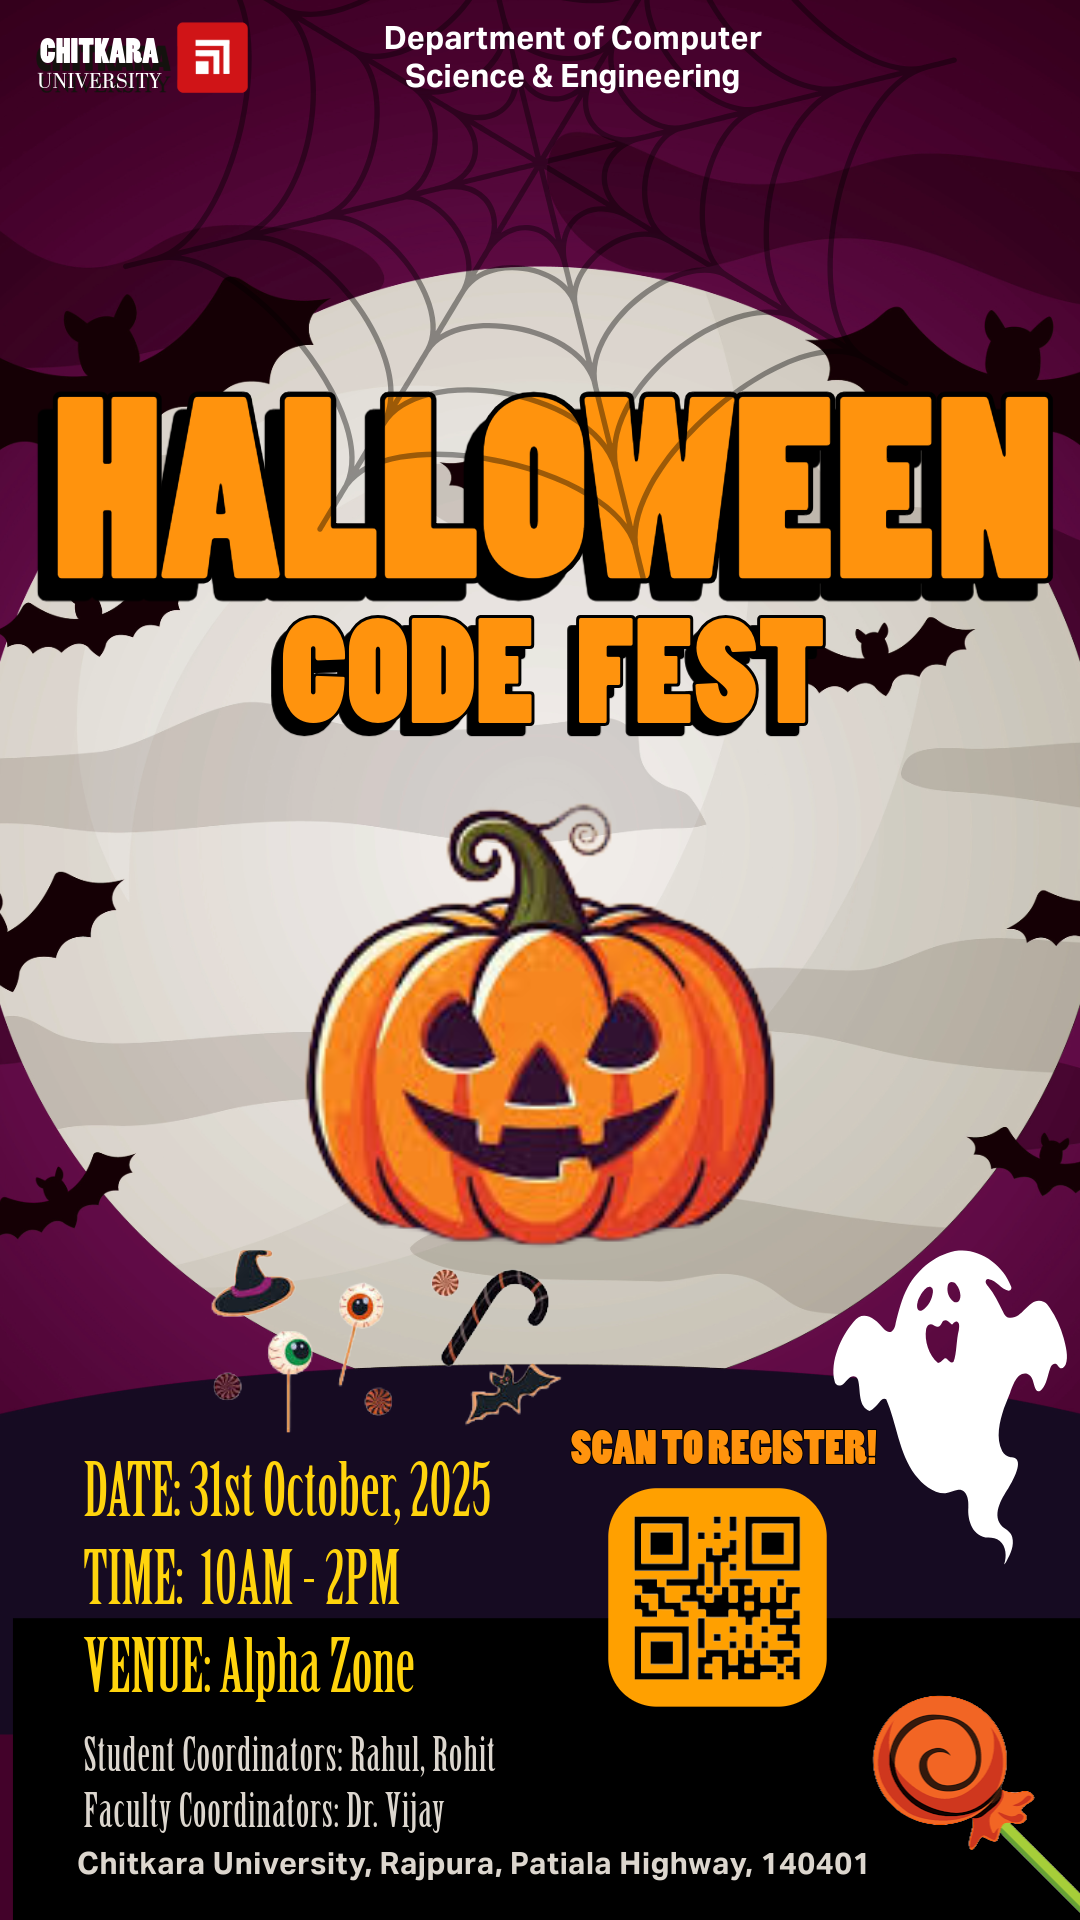 CHITKARA
UNIVERSITY
Department of Computer
Science & Engineering
HALLOWEEN
CODE FEST
SCAN TO REGISTER!
DATE: 31st October, 2025
TIME: 10AM - 2PM
VENUE: Alpha Zone
Student Coordinators: Rahul, Rohit
Faculty Coordinators: Dr. Vijay
Chitkara University, Rajpura, Patiala Highway, 140401